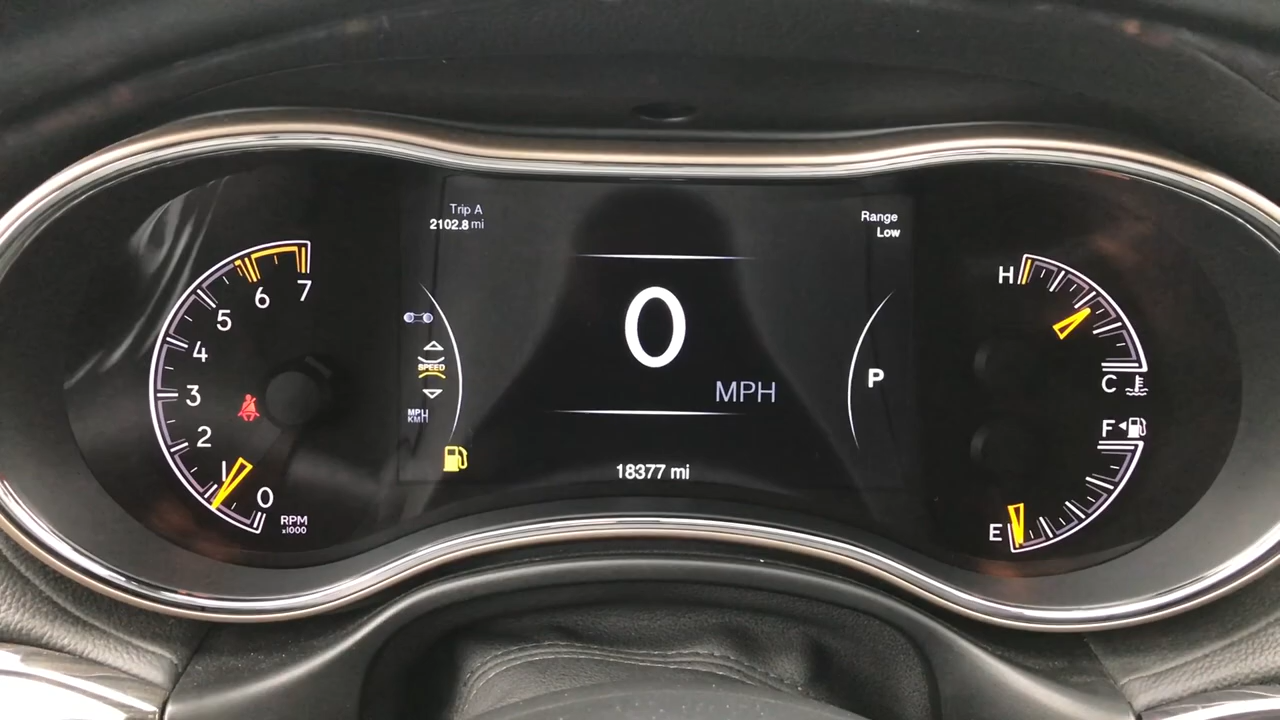 Trip A
2102.8 mi
Range
Low
7
6
5
4
3
2
1
0
RPM
x1000
SPEED
MPH
KM/H
0
MPH
P
18377 mi
H
C
F
E